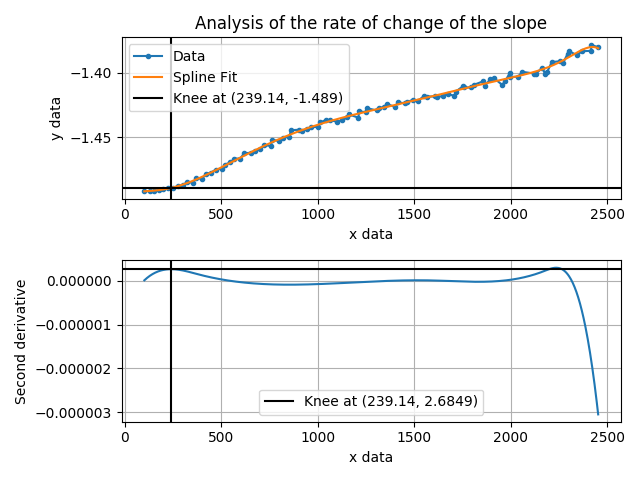 Analysis of the rate of change of the slope
Data
Spline Fit
Knee at (239.14, -1.489)
−1.40
−1.45
y data
0 500 1000 1500 2000 2500
x data
0.000000
−0.000001
−0.000002
−0.000003
Second derivative
Knee at (239.14, 2.6849)
0 500 1000 1500 2000 2500
x data